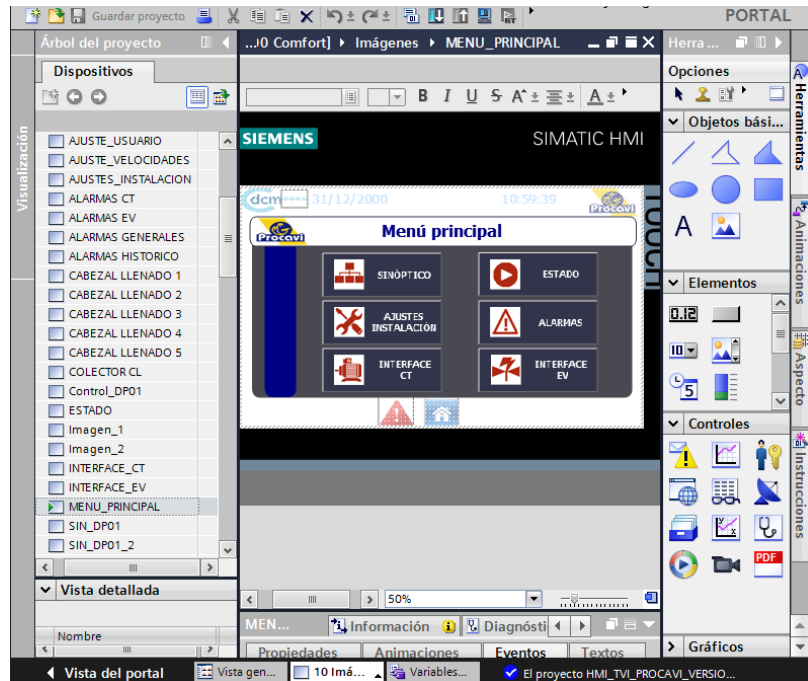 Guardar proyecto
PORTAL
Árbol del proyecto
...J0 Comfort] ▸ Imágenes ▸ MENU_PRINCIPAL
Herra...
Dispositivos
Opciones
B I U S A A
Visualización
Herramientas
Animaciones
Aspecto
Instrucciones
Objetos bási...
A
AJUSTE_USUARIO
AJUSTE_VELOCIDADES
AJUSTES_INSTALACION
ALARMAS CT
ALARMAS EV
ALARMAS GENERALES
ALARMAS HISTORICO
CABEZAL LLENADO 1
CABEZAL LLENADO 2
CABEZAL LLENADO 3
CABEZAL LLENADO 4
CABEZAL LLENADO 5
COLECTOR CL
Control_DP01
ESTADO
Imagen_1
Imagen_2
INTERFACE_CT
INTERFACE_EV
MENU_PRINCIPAL
SIN_DP01
SIN_DP01_2
SIEMENS
SIMATIC HMI
dcm
31/12/2000
10:59:39
Procavi
TOUCH
Procavi
Menú principal
SINÓPTICO
ESTADO
AJUSTES
INSTALACIÓN
ALARMAS
INTERFACE
CT
INTERFACE
EV
Elementos
0.12
10
5
Controles
PDF
Gráficos
Vista detallada
Nombre
50%
MEN...
Información
Diagnósti
Propiedades
Animaciones
Eventos
Textos
Vista del portal
Vista gen...
10 Imá...
Variables...
El proyecto HMI_TVI_PROCAVI_VERSIO...